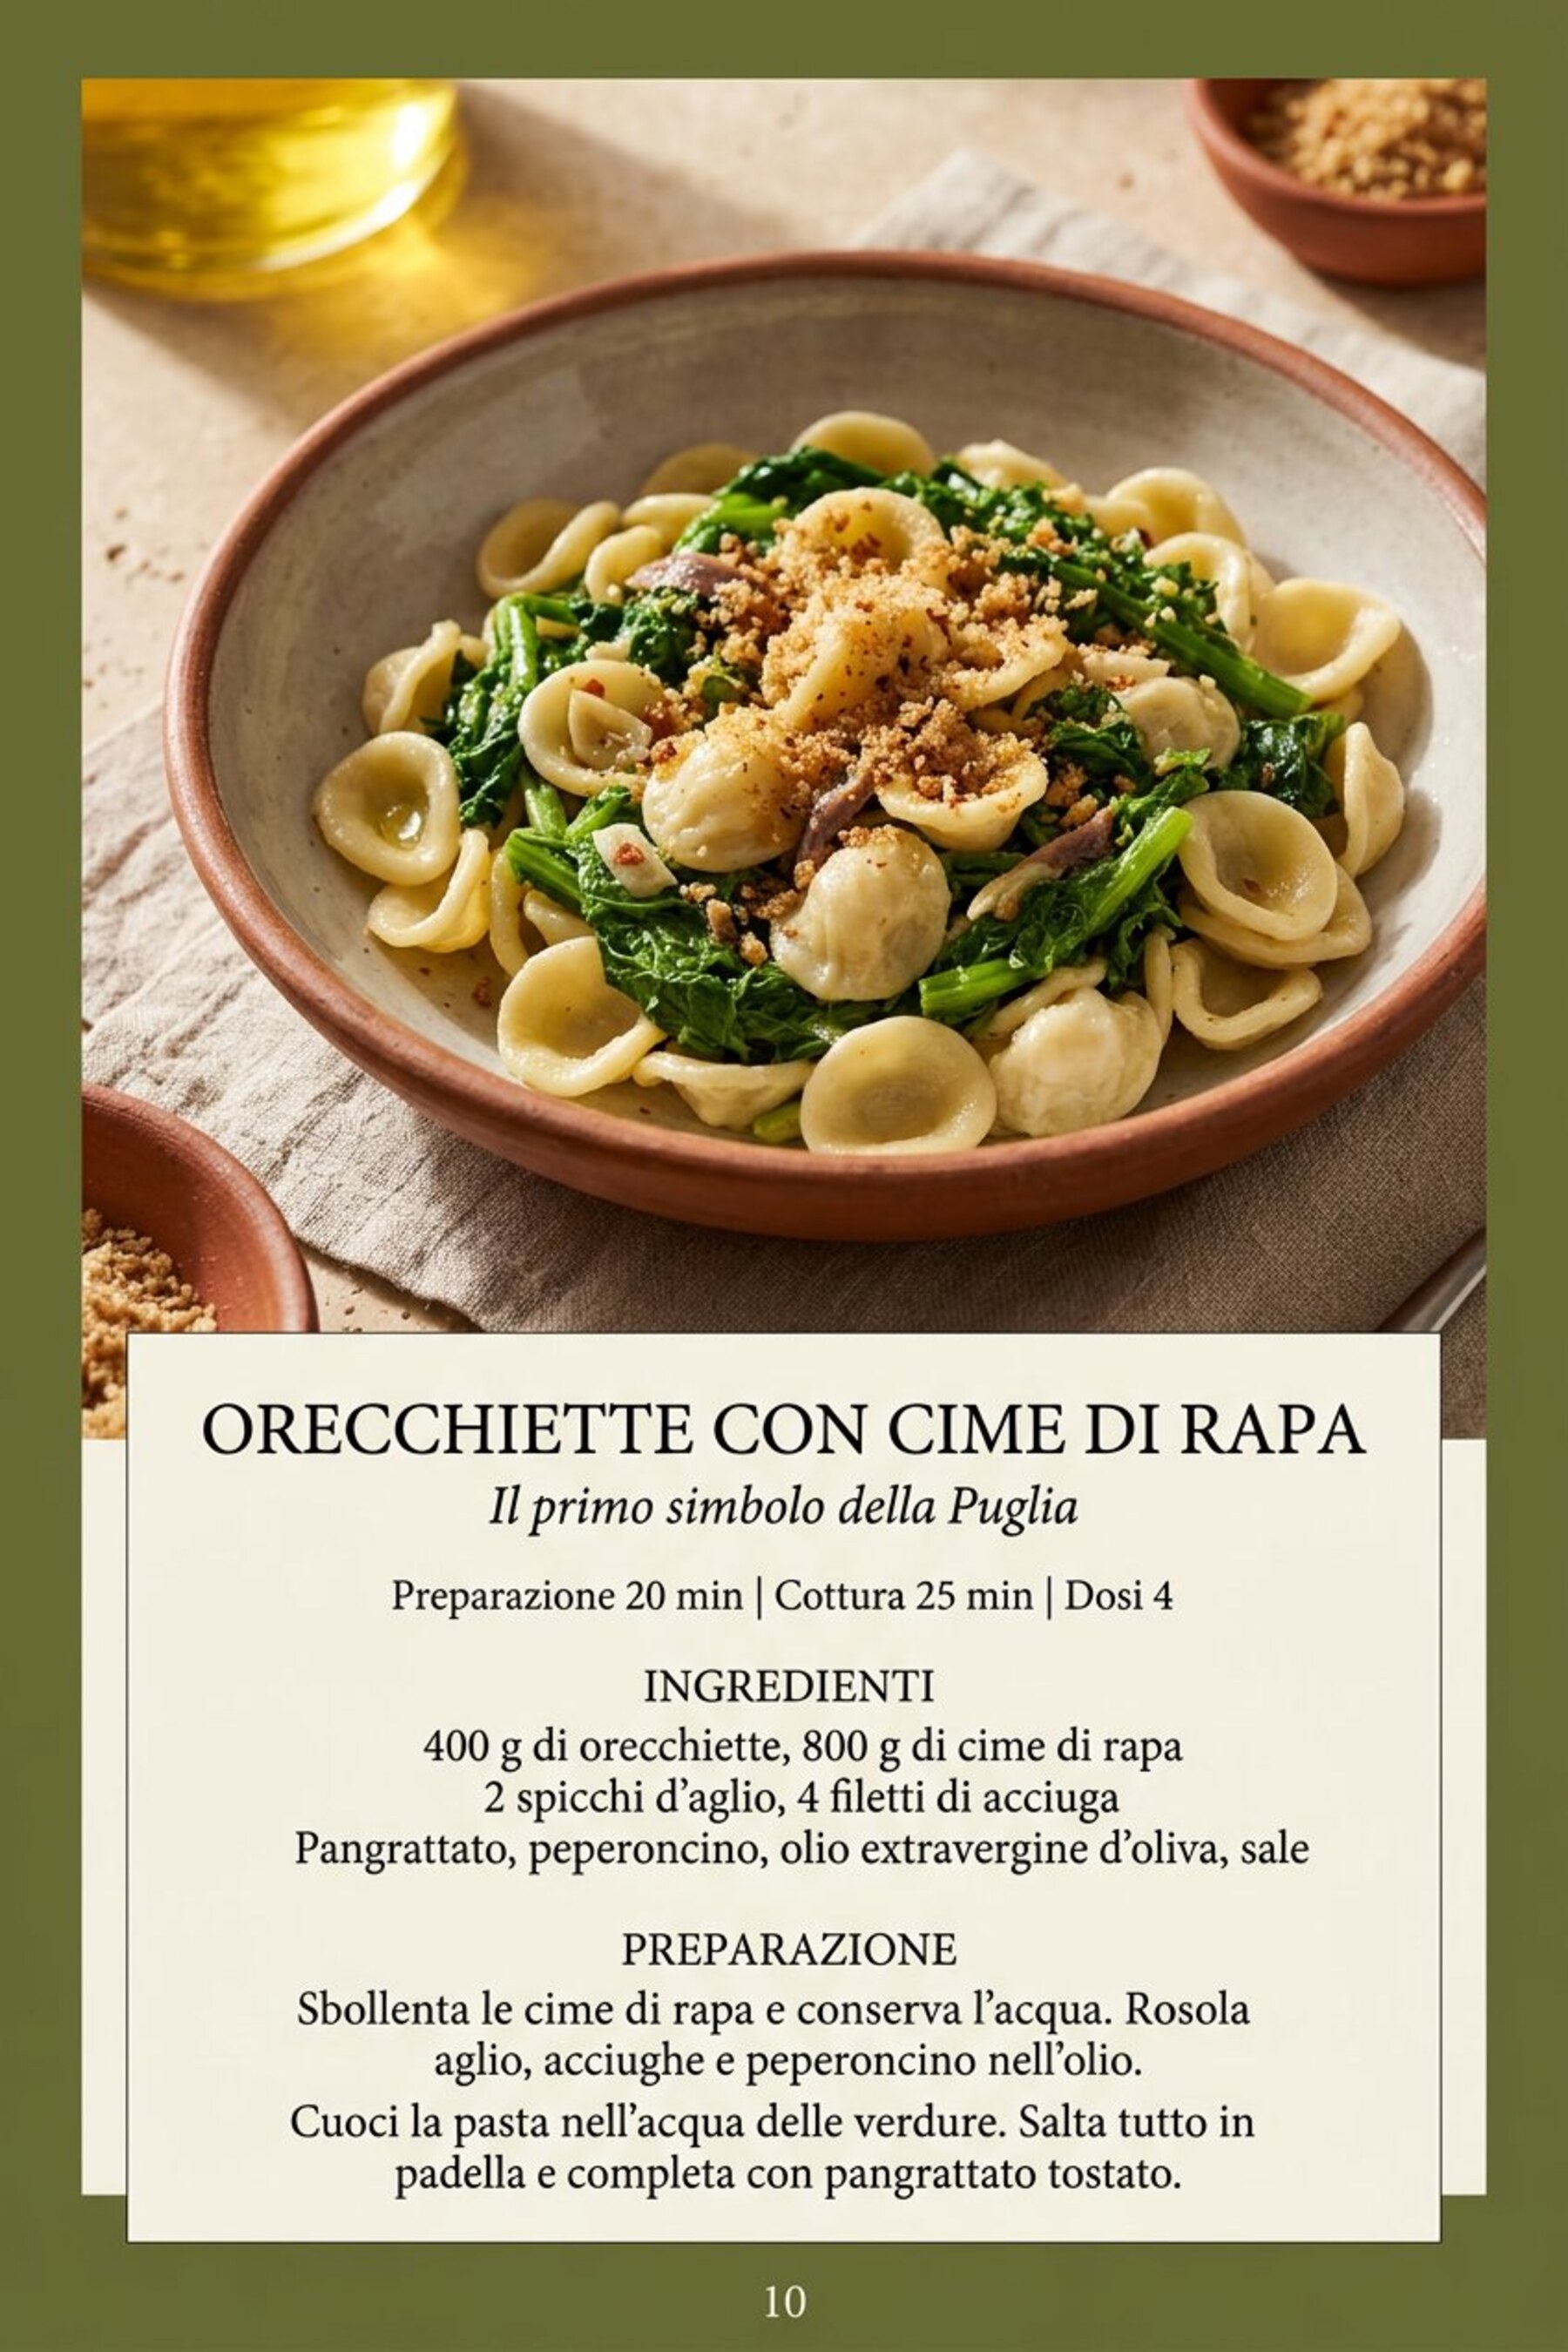 ORECCHIETTE CON CIME DI RAPA
Il primo simbolo della Puglia
Preparazione 20 min | Cottura 25 min | Dosi 4
INGREDIENTI
400 g di orecchiette, 800 g di cime di rapa
2 spicchi d’aglio, 4 filetti di acciuga
Pangrattato, peperoncino, olio extravergine d’oliva, sale
PREPARAZIONE
Sbollenta le cime di rapa e conserva l’acqua. Rosola
aglio, acciughe e peperoncino nell’olio.
Cuoci la pasta nell’acqua delle verdure. Salta tutto in
padella e completa con pangrattato tostato.
10